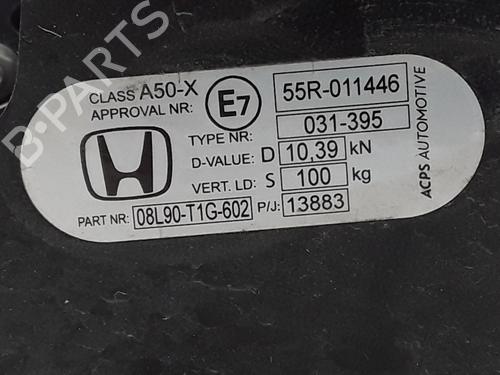 B-PARTS
CLASS A50-X
APPROVAL NR: E7 55R-011446
TYPE NR: 031-395
D-VALUE: D 10,39 kN
VERT. LD: S 100 kg
PART NR: 08L90-T1G-602 P/J: 13883
ACPS AUTOMOTIVE